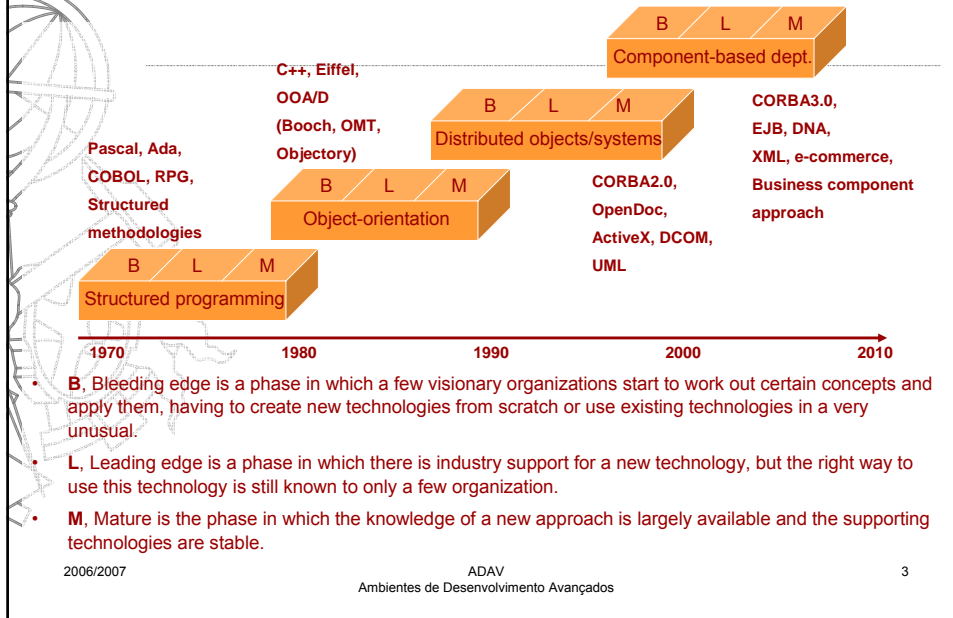 B L M
Component-based dept.
C++, Eiffel,
OOA/D
(Booch, OMT,
Objectory)
B L M
Distributed objects/systems
CORBA3.0,
EJB, DNA,
XML, e-commerce,
Business component
approach
Pascal, Ada,
COBOL, RPG,
Structured
methodologies
B L M
Object-orientation
CORBA2.0,
OpenDoc,
ActiveX, DCOM,
UML
B L M
Structured programming
1970 1980 1990 2000 2010
• B, Bleeding edge is a phase in which a few visionary organizations start to work out certain concepts and
apply them, having to create new technologies from scratch or use existing technologies in a very
unusual.
• L, Leading edge is a phase in which there is industry support for a new technology, but the right way to
use this technology is still known to only a few organization.
• M, Mature is the phase in which the knowledge of a new approach is largely available and the supporting
technologies are stable.
2006/2007
ADAV
Ambientes de Desenvolvimento Avançados
3